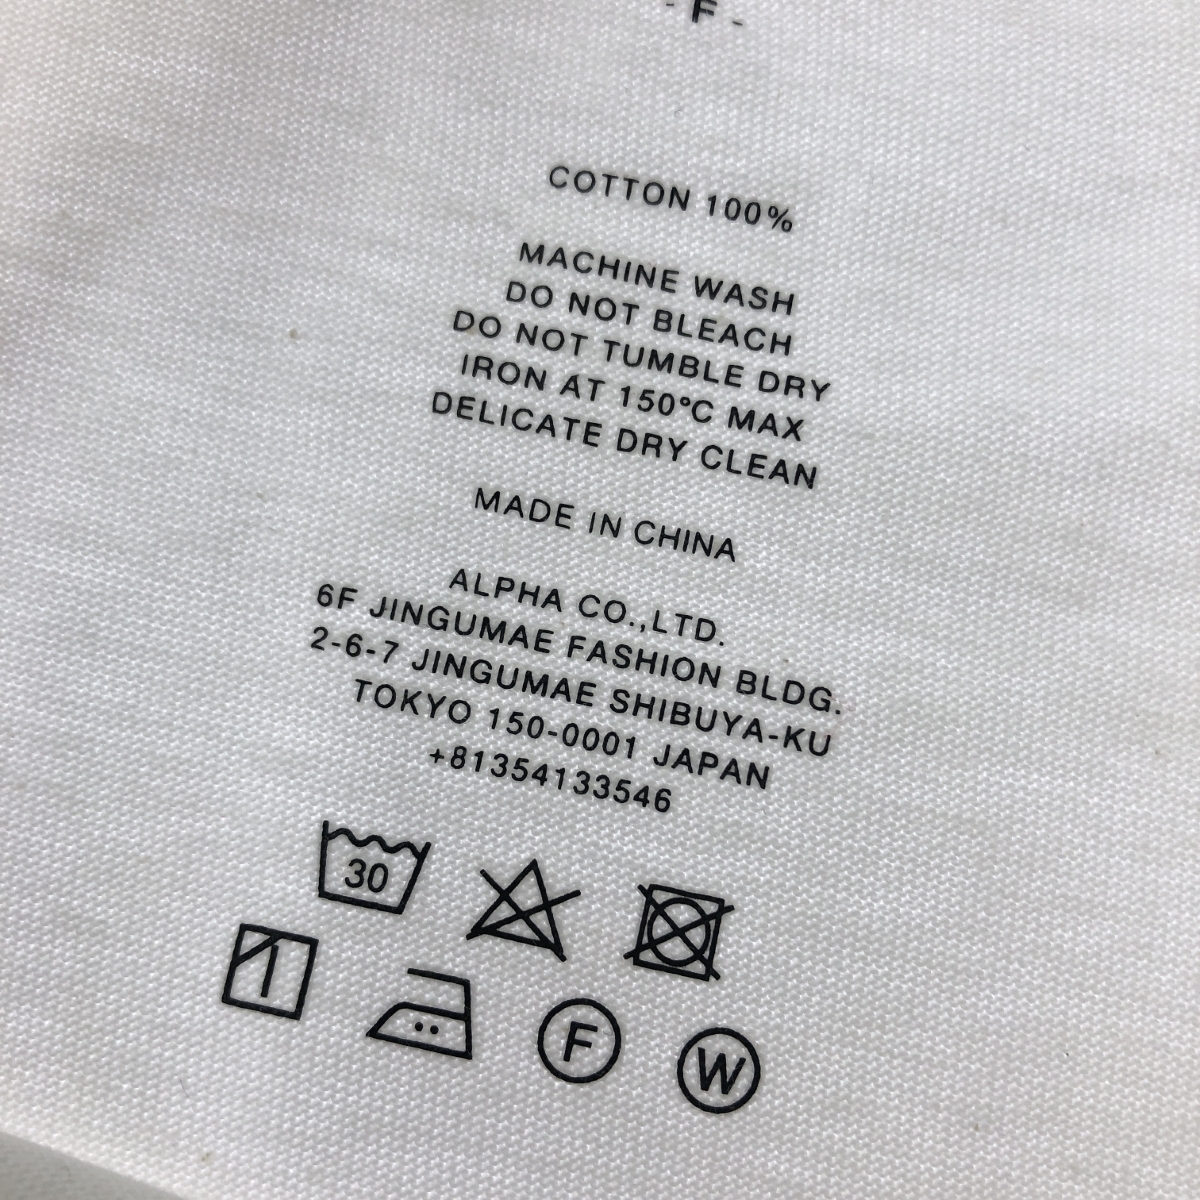 - F -
COTTON 100%
MACHINE WASH
DO NOT BLEACH
DO NOT TUMBLE DRY
IRON AT 150°C MAX
DELICATE DRY CLEAN
MADE IN CHINA
ALPHA CO.,LTD.
6F JINGUMAE FASHION BLDG.
2-6-7 JINGUMAE SHIBUYA-KU
TOKYO 150-0001 JAPAN
+81354133546
30
F W